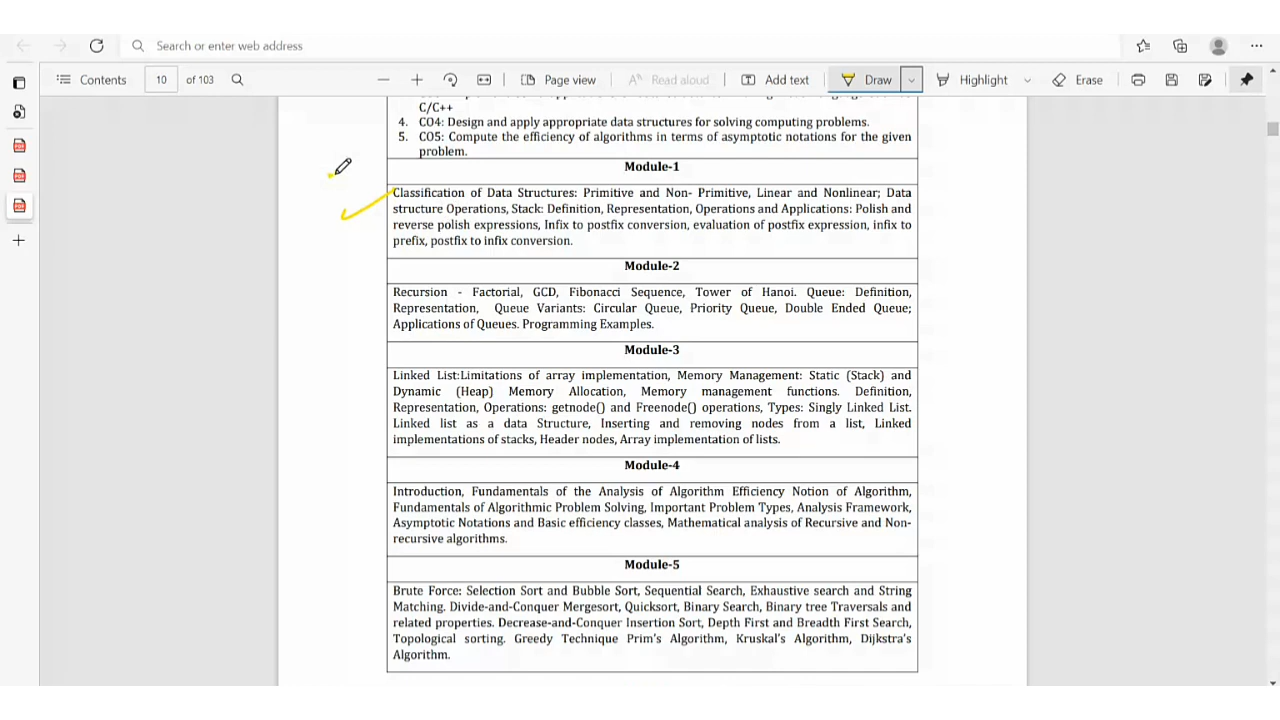 Search or enter web address
Contents
10
of 103
Page view
Read aloud
Add text
Draw
Highlight
Erase
C/C++
4. CO4: Design and apply appropriate data structures for solving computing problems.
5. CO5: Compute the efficiency of algorithms in terms of asymptotic notations for the given
problem.
Module-1
Classification of Data Structures: Primitive and Non- Primitive, Linear and Nonlinear; Data
structure Operations, Stack: Definition, Representation, Operations and Applications: Polish and
reverse polish expressions, Infix to postfix conversion, evaluation of postfix expression, infix to
prefix, postfix to infix conversion.
Module-2
Recursion - Factorial, GCD, Fibonacci Sequence, Tower of Hanoi. Queue: Definition,
Representation, Queue Variants: Circular Queue, Priority Queue, Double Ended Queue;
Applications of Queues. Programming Examples.
Module-3
Linked List:Limitations of array implementation, Memory Management: Static (Stack) and
Dynamic (Heap) Memory Allocation, Memory management functions. Definition,
Representation, Operations: getnode() and Freenode() operations, Types: Singly Linked List.
Linked list as a data Structure, Inserting and removing nodes from a list, Linked
implementations of stacks, Header nodes, Array implementation of lists.
Module-4
Introduction, Fundamentals of the Analysis of Algorithm Efficiency Notion of Algorithm,
Fundamentals of Algorithmic Problem Solving, Important Problem Types, Analysis Framework,
Asymptotic Notations and Basic efficiency classes, Mathematical analysis of Recursive and Non-
recursive algorithms.
Module-5
Brute Force: Selection Sort and Bubble Sort, Sequential Search, Exhaustive search and String
Matching. Divide-and-Conquer Mergesort, Quicksort, Binary Search, Binary tree Traversals and
related properties. Decrease-and-Conquer Insertion Sort, Depth First and Breadth First Search,
Topological sorting. Greedy Technique Prim's Algorithm, Kruskal's Algorithm, Dijkstra's
Algorithm.